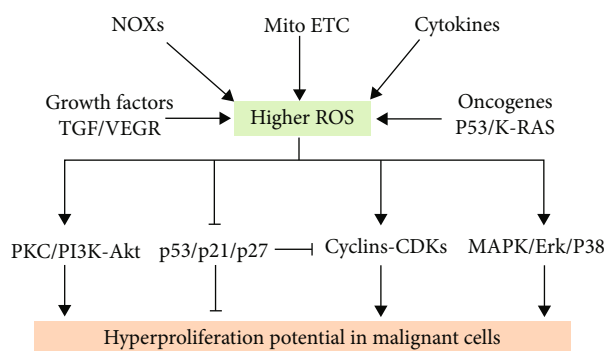 NOXs
Mito ETC
Cytokines
Growth factors
TGF/VEGR
Higher ROS
Oncogenes
P53/K-RAS
PKC/PI3K-Akt
p53/p21/p27
Cyclins-CDKs
MAPK/Erk/P38
Hyperproliferation potential in malignant cells